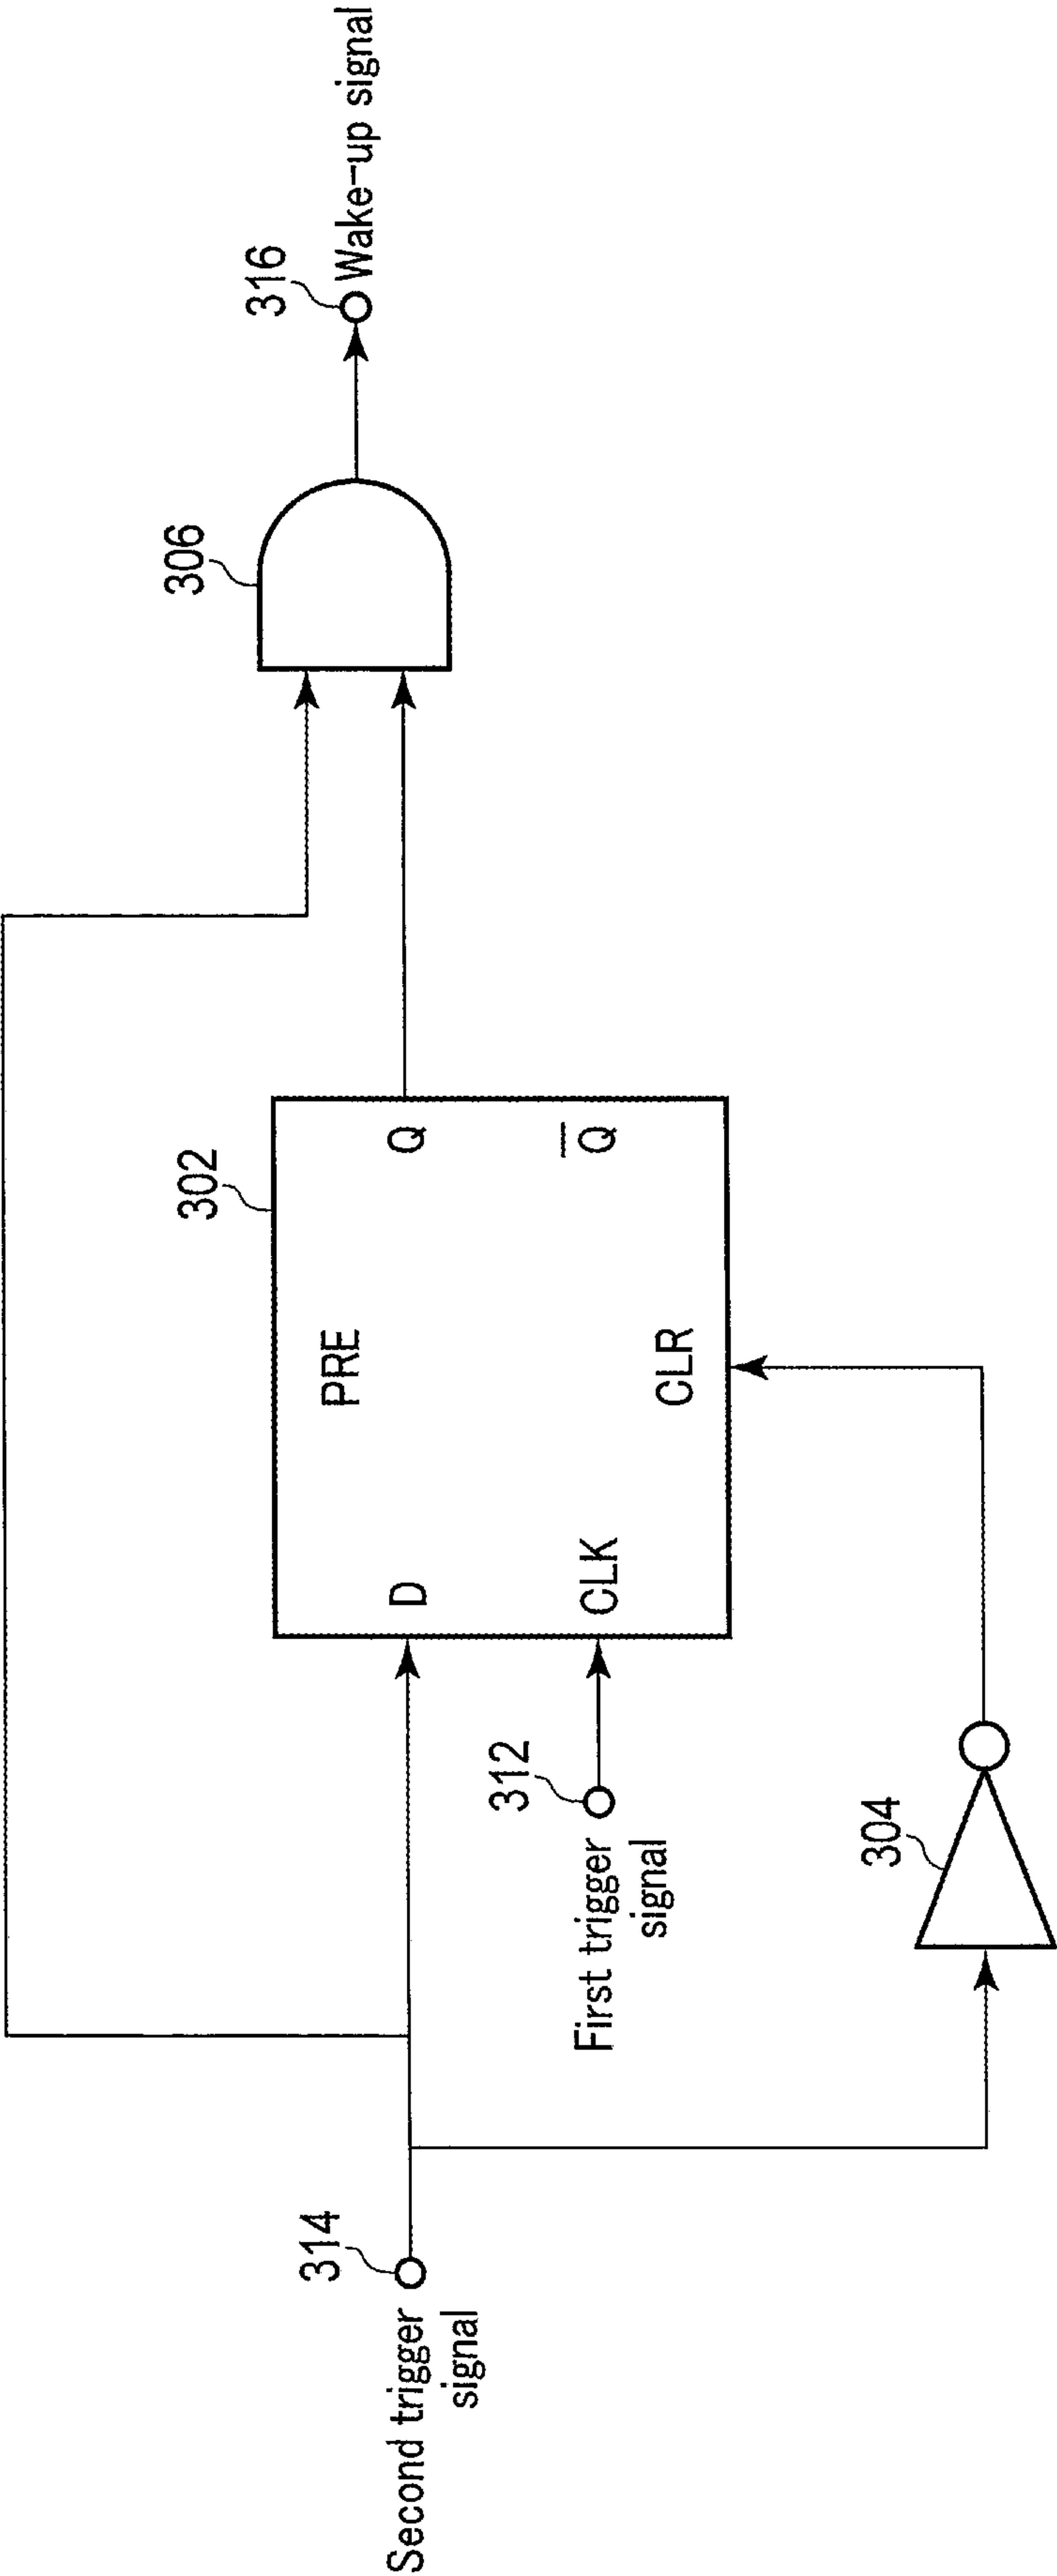 306
316
Wake-up signal
302
PRE
D
Q
CLK
Q
CLR
314
Second trigger
signal
312
First trigger
signal
304